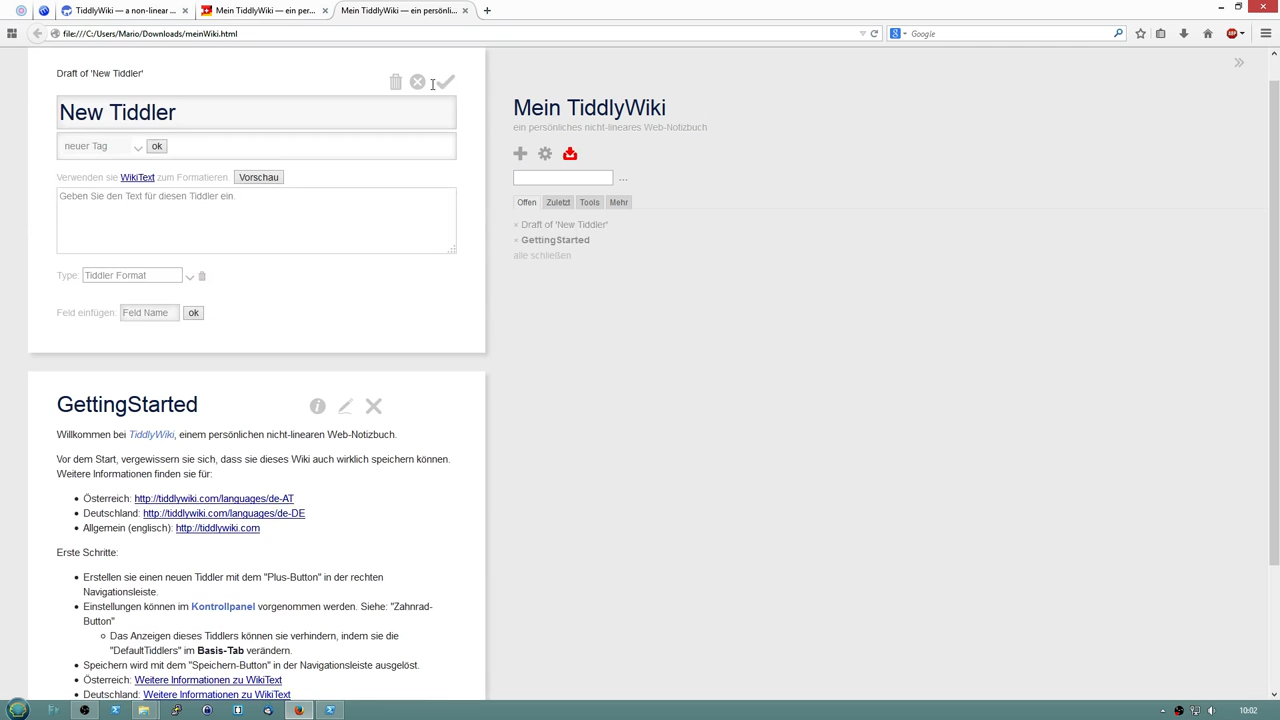 TiddlyWiki — a non-linear ...
Mein TiddlyWiki — ein per...
Mein TiddlyWiki — ein persönli...
file:///C:/Users/Mario/Downloads/meinWiki.html
Google
Draft of 'New Tiddler'
New Tiddler
neuer Tag
ok
Verwenden sie WikiText zum Formatieren.
Vorschau
Geben Sie den Text für diesen Tiddler ein.
Type:
Tiddler Format
Feld einfügen:
Feld Name
ok
GettingStarted
Willkommen bei TiddlyWiki, einem persönlichen nicht-linearen Web-Notizbuch.
Vor dem Start, vergewissern sie sich, dass sie dieses Wiki auch wirklich speichern können.
Weitere Informationen finden sie für:
Österreich: http://tiddlywiki.com/languages/de-AT
Deutschland: http://tiddlywiki.com/languages/de-DE
Allgemein (englisch): http://tiddlywiki.com
Erste Schritte:
Erstellen sie einen neuen Tiddler mit dem "Plus-Button" in der rechten
Navigationsleiste.
Einstellungen können im Kontrollpanel vorgenommen werden. Siehe: "Zahnrad-
Button"
Das Anzeigen dieses Tiddlers können sie verhindern, indem sie die
"DefaultTiddlers" im Basis-Tab verändern.
Speichern wird mit dem "Speichern-Button" in der Navigationsleiste ausgelöst.
Österreich: Weitere Informationen zu WikiText
Deutschland: Weitere Informationen zu WikiText
Mein TiddlyWiki
ein persönliches nicht-lineares Web-Notizbuch
...
Offen
Zuletzt
Tools
Mehr
× Draft of 'New Tiddler'
× GettingStarted
alle schließen
10:02